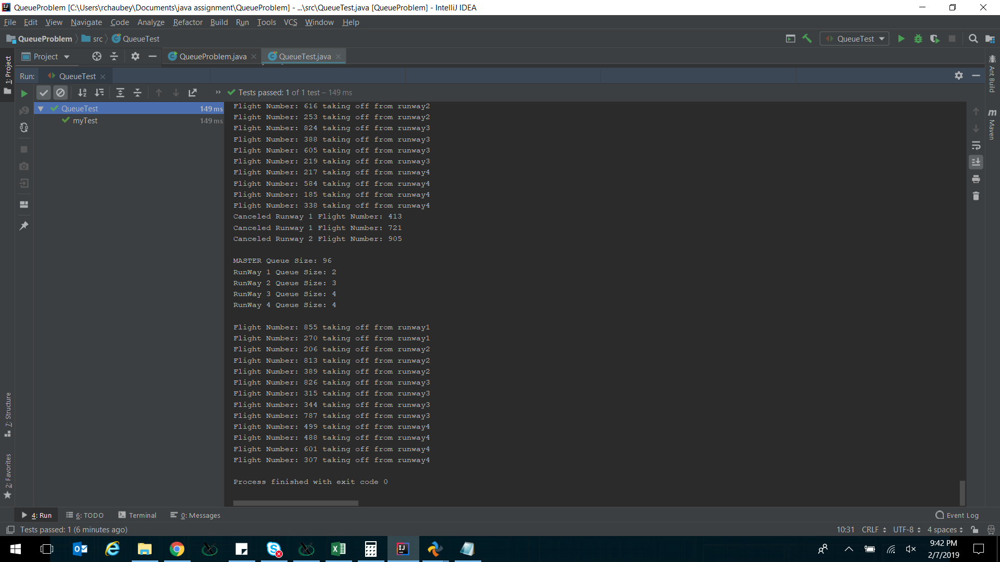 QueueProblem [C:\Users\rchaubey\Documents\java assignment\QueueProblem] - ...\src\QueueTest.java [QueueProblem] - IntelliJ IDEA
File Edit View Navigate Code Analyze Refactor Build Run Tools VCS Window Help
QueueProblem src QueueTest
QueueTest
Project
QueueProblem.java
QueueTest.java
1: Project
Ant Build
Maven
Run: QueueTest
Tests passed: 1 of 1 test – 149 ms
QueueTest 149 ms
myTest 149 ms
Flight Number: 616 taking off from runway2
Flight Number: 253 taking off from runway2
Flight Number: 824 taking off from runway3
Flight Number: 388 taking off from runway3
Flight Number: 605 taking off from runway3
Flight Number: 219 taking off from runway3
Flight Number: 217 taking off from runway4
Flight Number: 584 taking off from runway4
Flight Number: 185 taking off from runway4
Flight Number: 338 taking off from runway4
Canceled Runway 1 Flight Number: 413
Canceled Runway 1 Flight Number: 721
Canceled Runway 2 Flight Number: 905
MASTER Queue Size: 96
RunWay 1 Queue Size: 2
RunWay 2 Queue Size: 3
RunWay 3 Queue Size: 4
RunWay 4 Queue Size: 4
Flight Number: 855 taking off from runway1
Flight Number: 270 taking off from runway1
Flight Number: 206 taking off from runway2
Flight Number: 813 taking off from runway2
Flight Number: 389 taking off from runway2
Flight Number: 826 taking off from runway3
Flight Number: 315 taking off from runway3
Flight Number: 344 taking off from runway3
Flight Number: 787 taking off from runway3
Flight Number: 499 taking off from runway4
Flight Number: 488 taking off from runway4
Flight Number: 601 taking off from runway4
Flight Number: 307 taking off from runway4
Process finished with exit code 0
7: Structure
2: Favorites
4: Run 6: TODO Terminal 0: Messages Event Log
Tests passed: 1 (6 minutes ago) 10:31 CRLF UTF-8 4 spaces
9:42 PM
2/7/2019